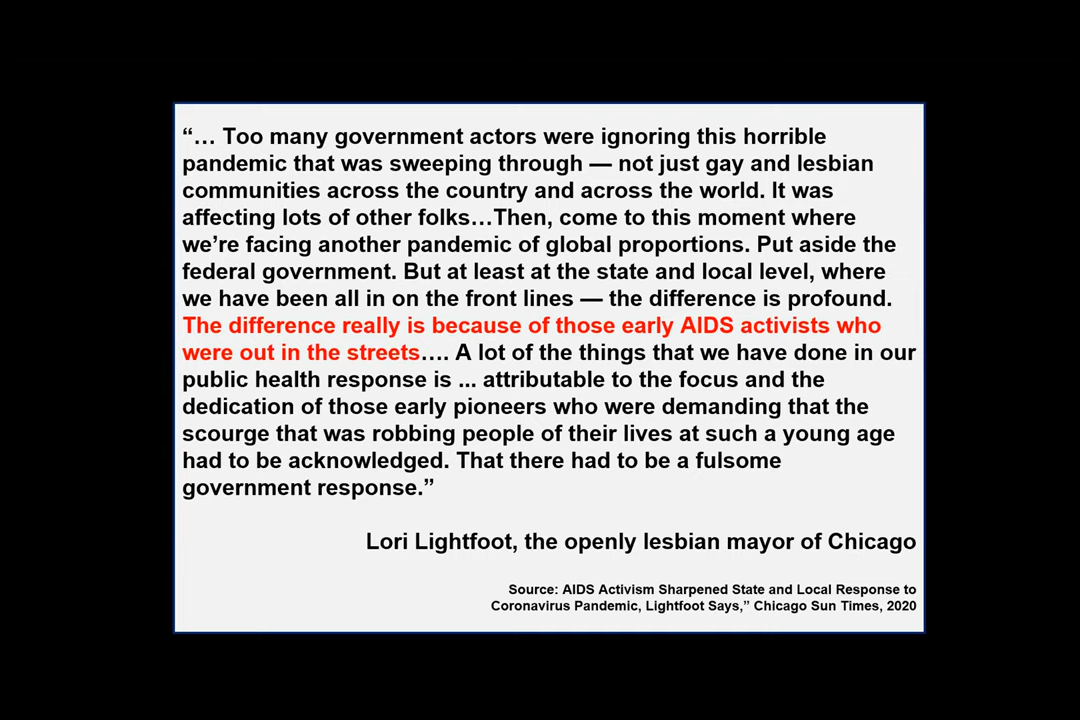 “… Too many government actors were ignoring this horrible
pandemic that was sweeping through — not just gay and lesbian
communities across the country and across the world. It was
affecting lots of other folks…Then, come to this moment where
we’re facing another pandemic of global proportions. Put aside the
federal government. But at least at the state and local level, where
we have been all in on the front lines — the difference is profound.
The difference really is because of those early AIDS activists who
were out in the streets…. A lot of the things that we have done in our
public health response is ... attributable to the focus and the
dedication of those early pioneers who were demanding that the
scourge that was robbing people of their lives at such a young age
had to be acknowledged. That there had to be a fulsome
government response.”
Lori Lightfoot, the openly lesbian mayor of Chicago
Source: AIDS Activism Sharpened State and Local Response to
Coronavirus Pandemic, Lightfoot Says,” Chicago Sun Times, 2020